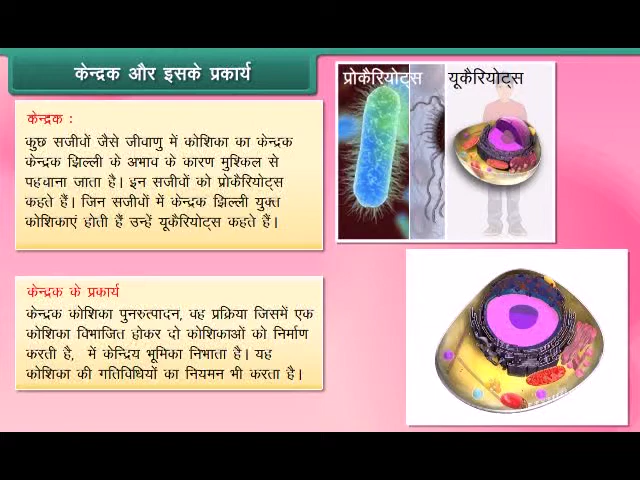 केन्द्रक और इसके प्रकार्य
केन्द्रक :
कुछ सजीवों जैसे जीवाणु में कोशिका का केन्द्रक
केन्द्रक झिल्ली के अभाव के कारण मुश्किल से
पहचाना जाता है। इन सजीवों को प्रोकैरियोट्स
कहते हैं। जिन सजीवों में केन्द्रक झिल्ली युक्त
कोशिकाएं होती हैं उन्हें यूकैरियोट्स कहते हैं।
प्रोकैरियोट्स यूकैरियोट्स
केन्द्रक के प्रकार्य
केन्द्रक कोशिका पुनरुत्पादन, वह प्रक्रिया जिसमें एक
कोशिका विभाजित होकर दो कोशिकाओं को निर्माण
करती है, में केन्द्रिय भूमिका निभाता है। यह
कोशिका की गतिविधियों का नियमन भी करता है।